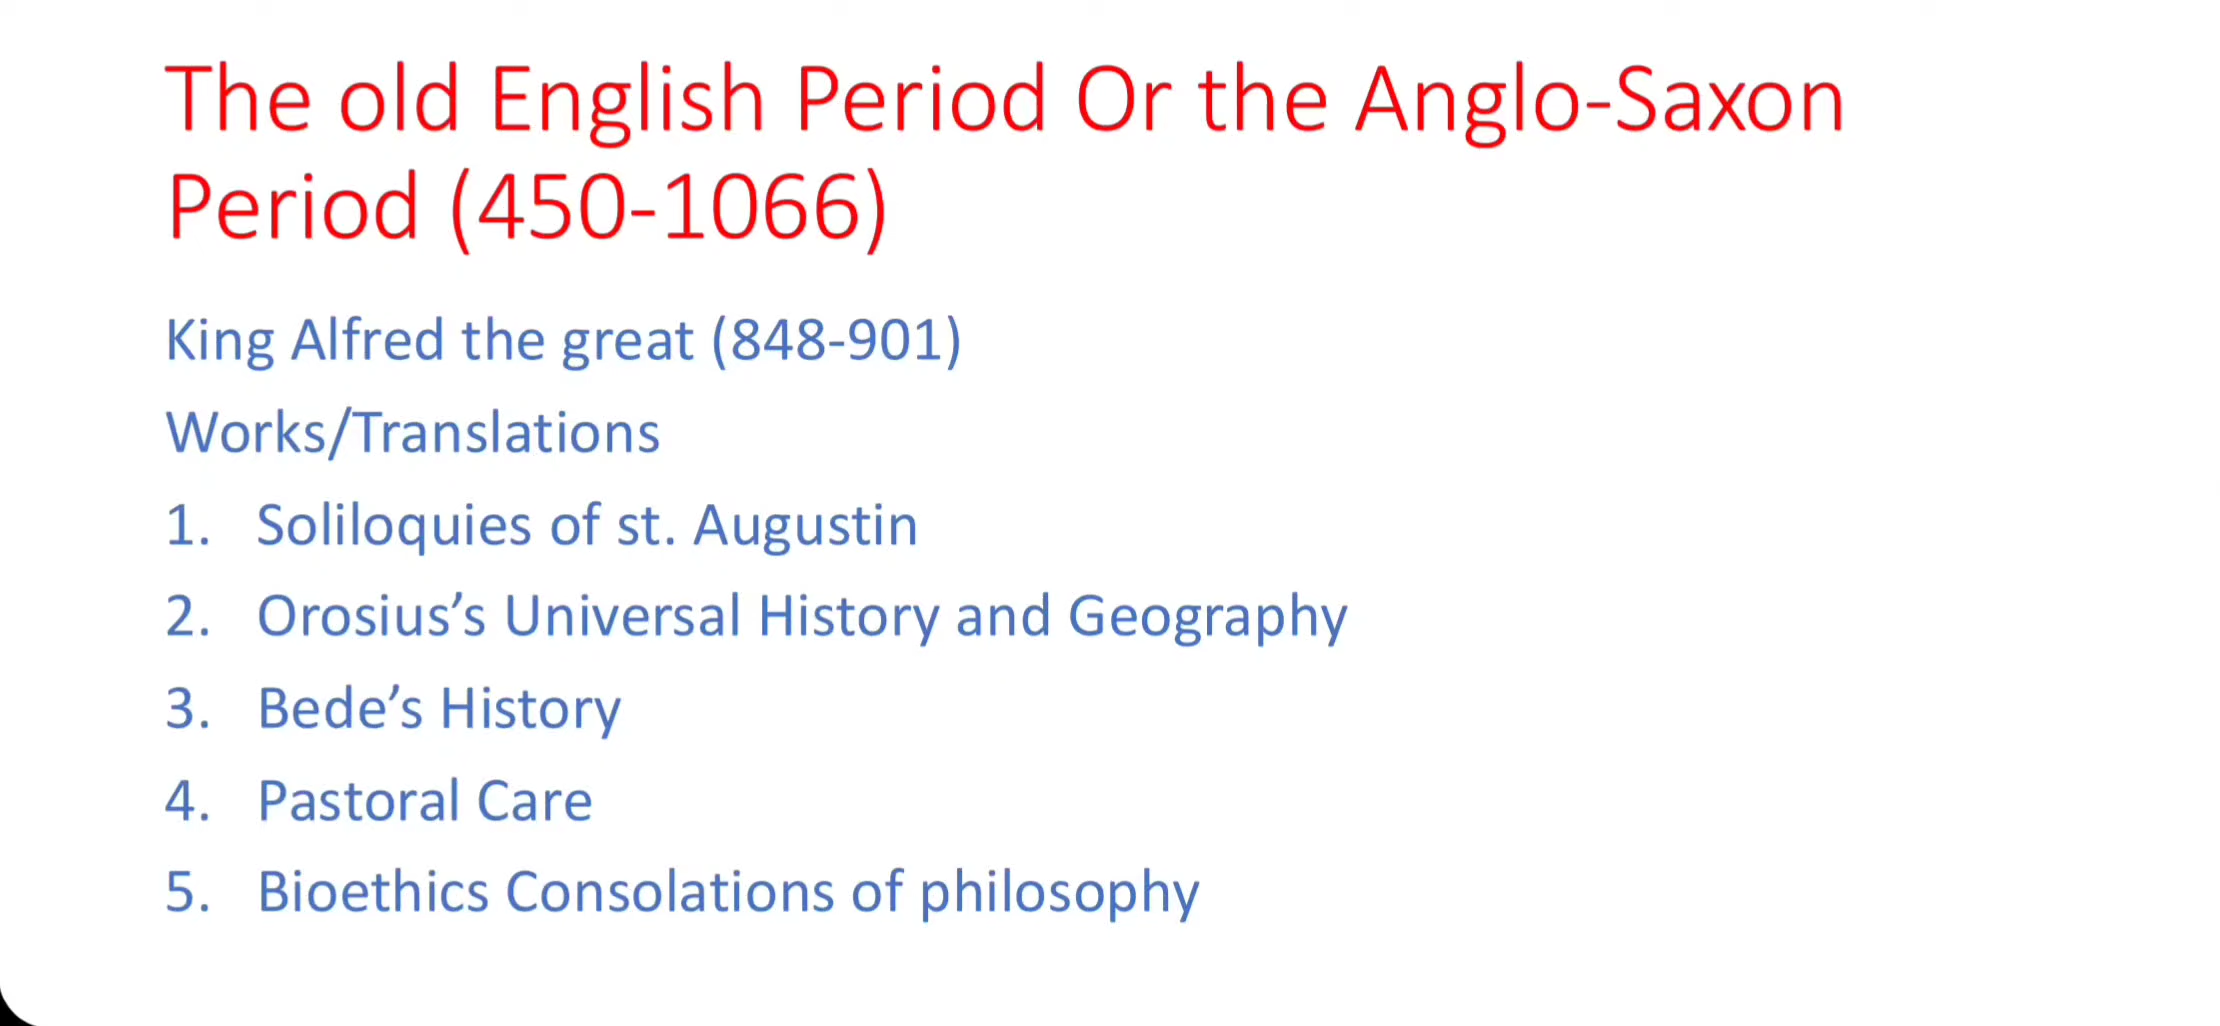 The old English Period Or the Anglo-Saxon
Period (450-1066)
King Alfred the great (848-901)
Works/Translations
1. Soliloquies of st. Augustin
2. Orosius’s Universal History and Geography
3. Bede’s History
4. Pastoral Care
5. Bioethics Consolations of philosophy